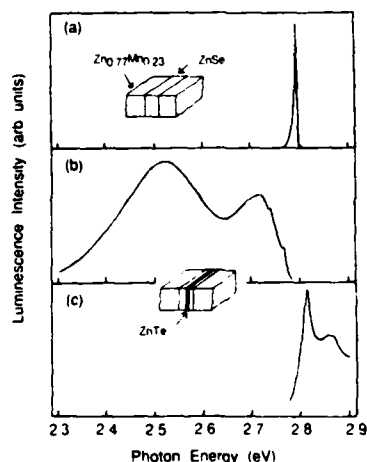 Luminescence Intensity (arb units)
(a)
Zn0 77Mn0 23
ZnSe
(b)
(c)
ZnTe
2 3 2 4 2 5 2 6 2 7 2 8 2 9
Photon Energy (eV)